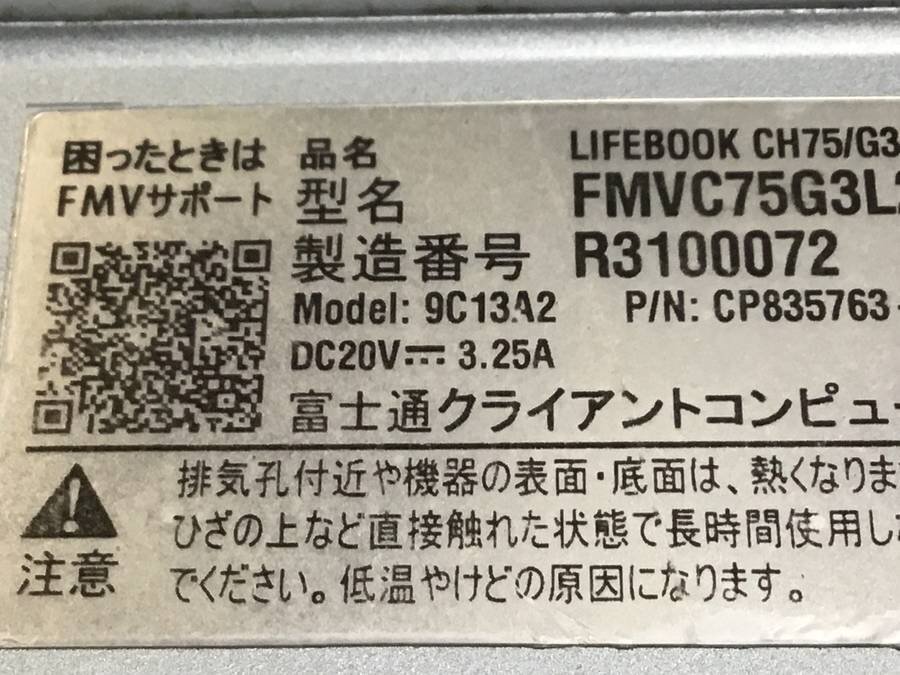 困ったときは
FMVサポート
品名 LIFEBOOK CH75/G3
型名 FMVC75G3L
製造番号 R3100072
Model: 9C13A2 P/N: CP835763
DC20V⎓ 3.25A
富士通クライアントコンピュー
排気孔付近や機器の表面・底面は、熱くなりま
ひざの上など直接触れた状態で長時間使用し
でください。低温やけどの原因になります。
注意